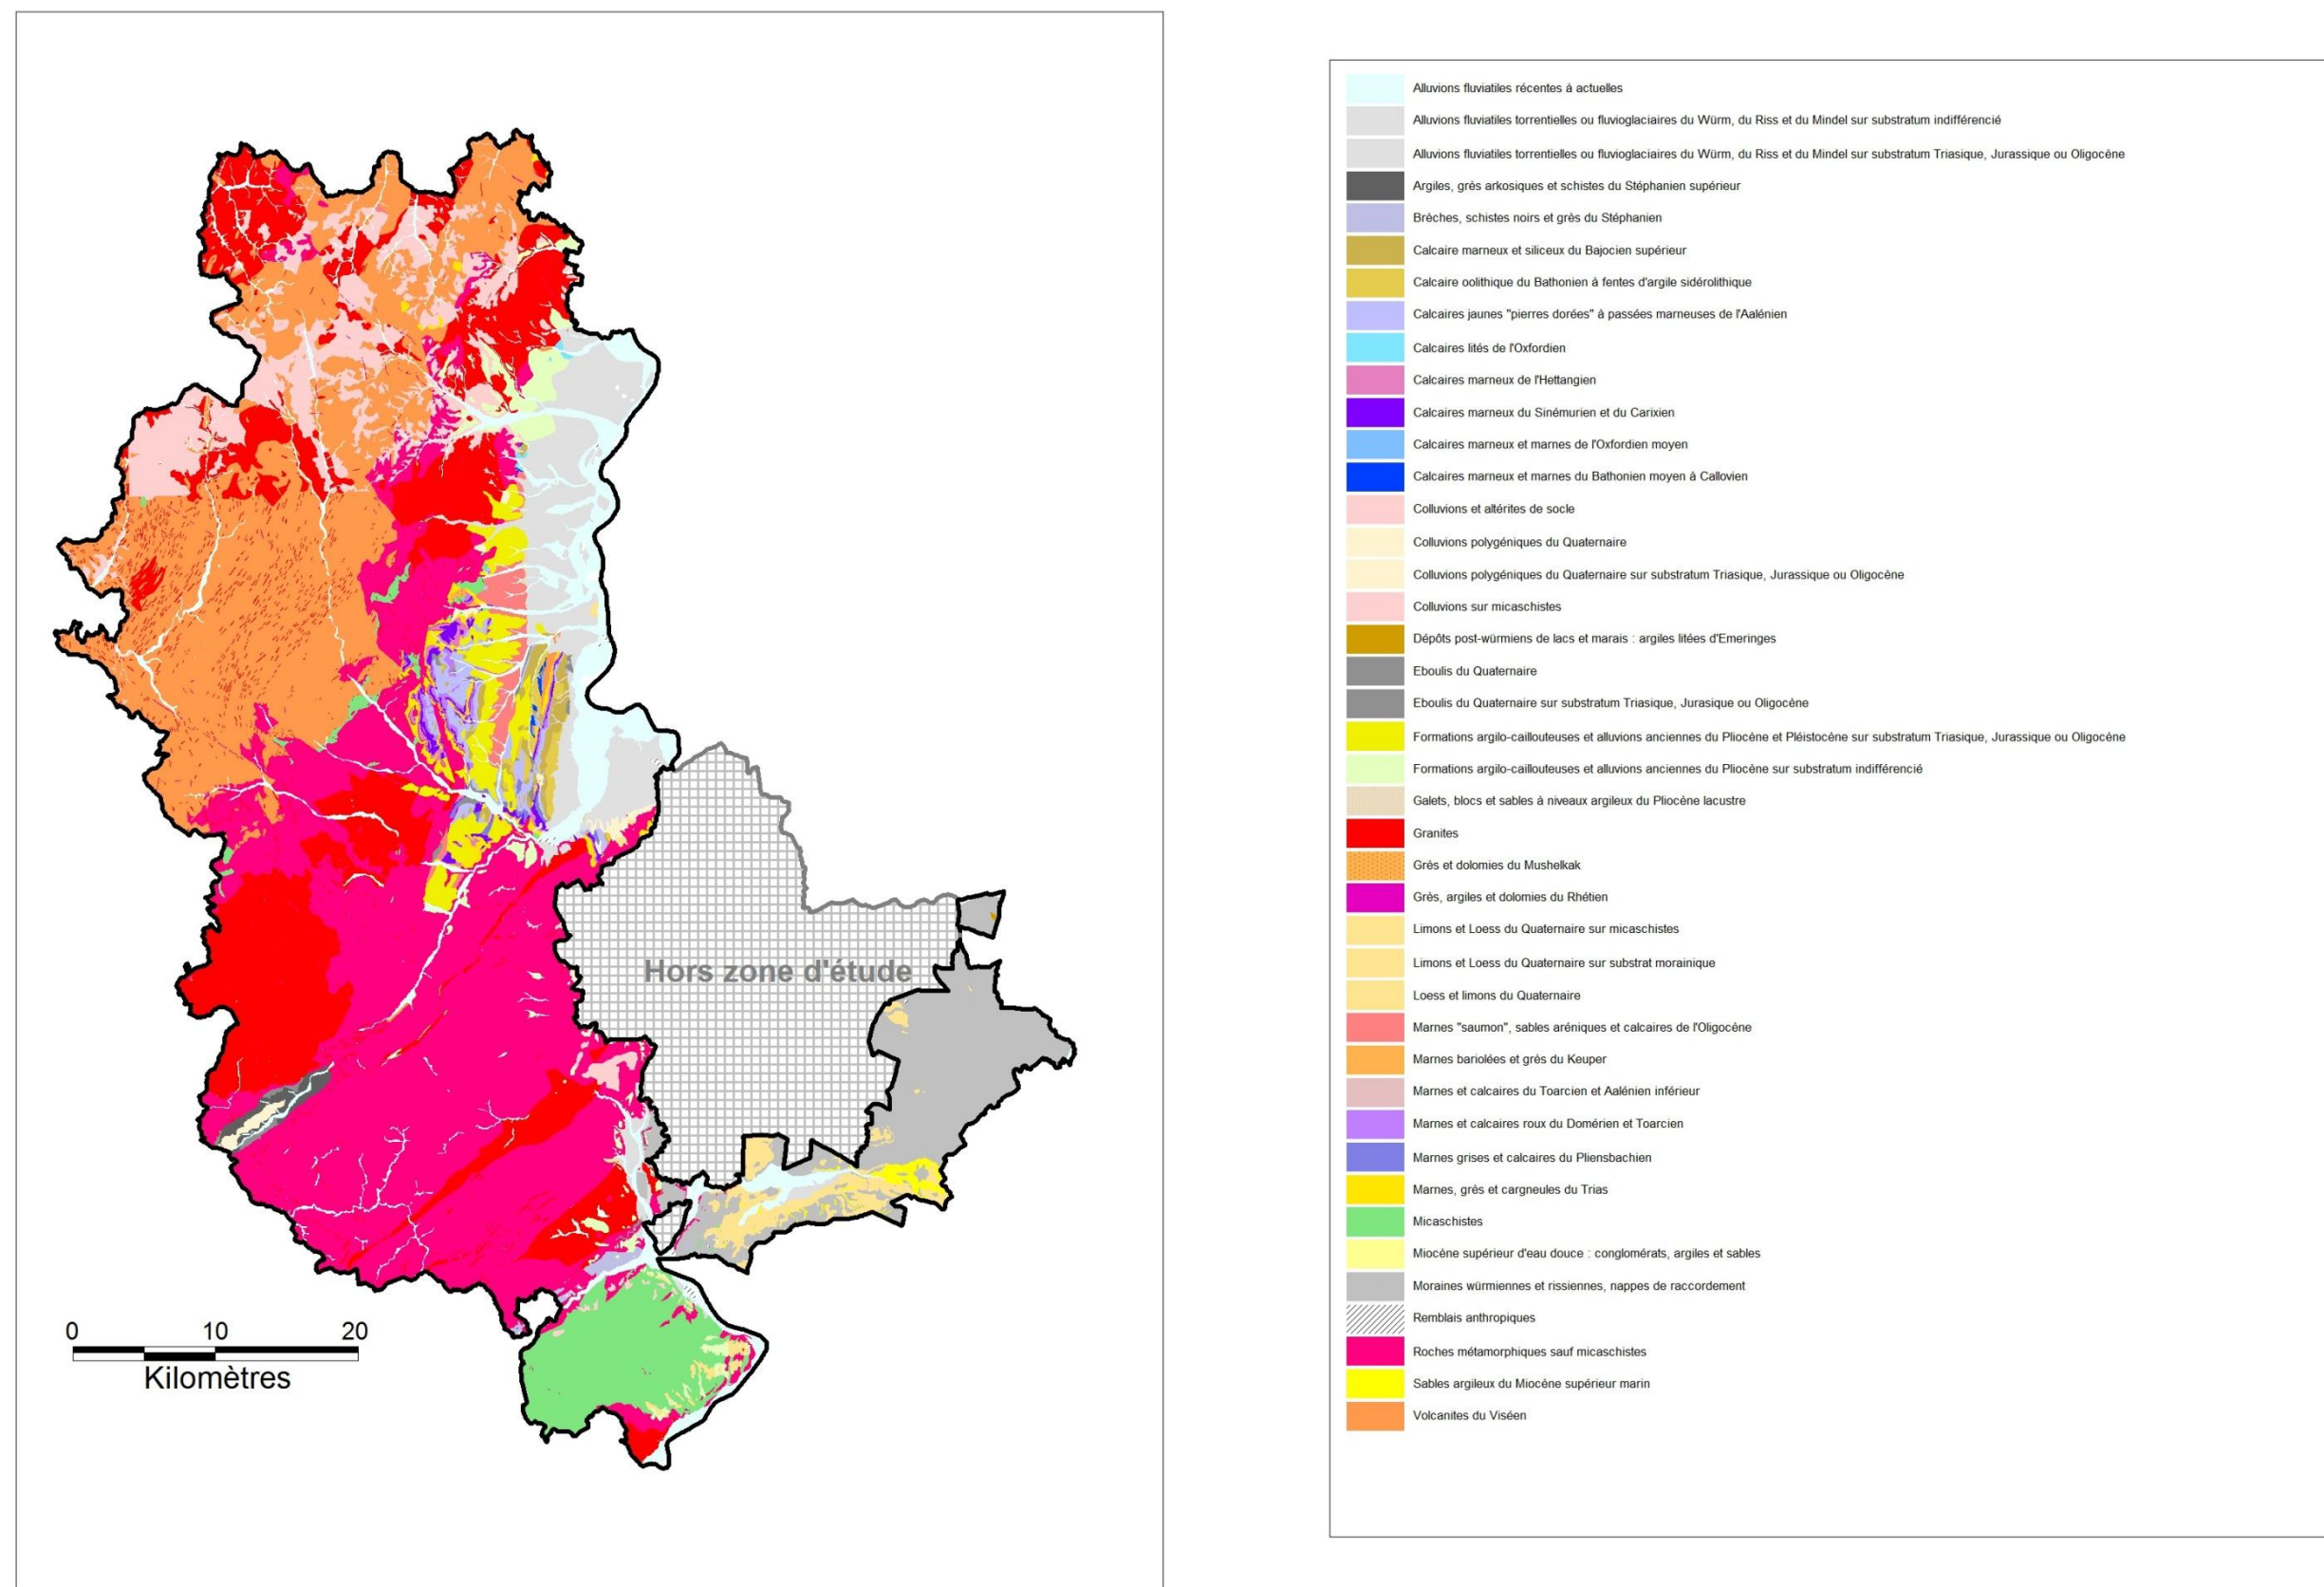 Hors zone d'étude
0 10 20
Kilomètres
Alluvions fluviatiles récentes à actuelles
Alluvions fluviatiles torrentielles ou fluvioglaciaires du Würm, du Riss et du Mindel sur substratum indifférencié
Alluvions fluviatiles torrentielles ou fluvioglaciaires du Würm, du Riss et du Mindel sur substratum Triasique, Jurassique ou Oligocène
Argiles, grès arkosiques et schistes du Stéphanien supérieur
Brèches, schistes noirs et grès du Stéphanien
Calcaire marneux et siliceux du Bajocien supérieur
Calcaire oolithique du Bathonien à fentes d'argile sidérolithique
Calcaires jaunes "pierres dorées" à passées marneuses de l'Aalénien
Calcaires lités de l'Oxfordien
Calcaires marneux de l'Hettangien
Calcaires marneux du Sinémurien et du Carixien
Calcaires marneux et marnes de l'Oxfordien moyen
Calcaires marneux et marnes du Bathonien moyen à Callovien
Colluvions et altérites de socle
Colluvions polygéniques du Quaternaire
Colluvions polygéniques du Quaternaire sur substratum Triasique, Jurassique ou Oligocène
Colluvions sur micaschistes
Dépôts post-würmiens de lacs et marais : argiles litées d'Emeringes
Eboulis du Quaternaire
Eboulis du Quaternaire sur substratum Triasique, Jurasique ou Oligocène
Formations argilo-caillouteuses et alluvions anciennes du Pliocène et Pléistocène sur substratum Triasique, Jurassique ou Oligocène
Formations argilo-caillouteuses et alluvions anciennes du Pliocène sur substratum indifférencié
Galets, blocs et sables à niveaux argileux du Pliocène lacustre
Granites
Grès et dolomies du Mushelkak
Grès, argiles et dolomies du Rhétien
Limons et Loess du Quaternaire sur micaschistes
Limons et Loess du Quaternaire sur substrat morainique
Loess et limons du Quaternaire
Marnes "saumon", sables aréniques et calcaires de l'Oligocène
Marnes bariolées et grès du Keuper
Marnes et calcaires du Toarcien et Aalénien inférieur
Marnes et calcaires roux du Domérien et Toarcien
Marnes grises et calcaires du Pliensbachien
Marnes, grès et cargneules du Trias
Micaschistes
Miocène supérieur d'eau douce : conglomérats, argiles et sables
Moraines würmiennes et rissiennes, nappes de raccordement
Remblais anthropiques
Roches métamorphiques sauf micaschistes
Sables argileux du Miocène supérieur marin
Volcanites du Viséen